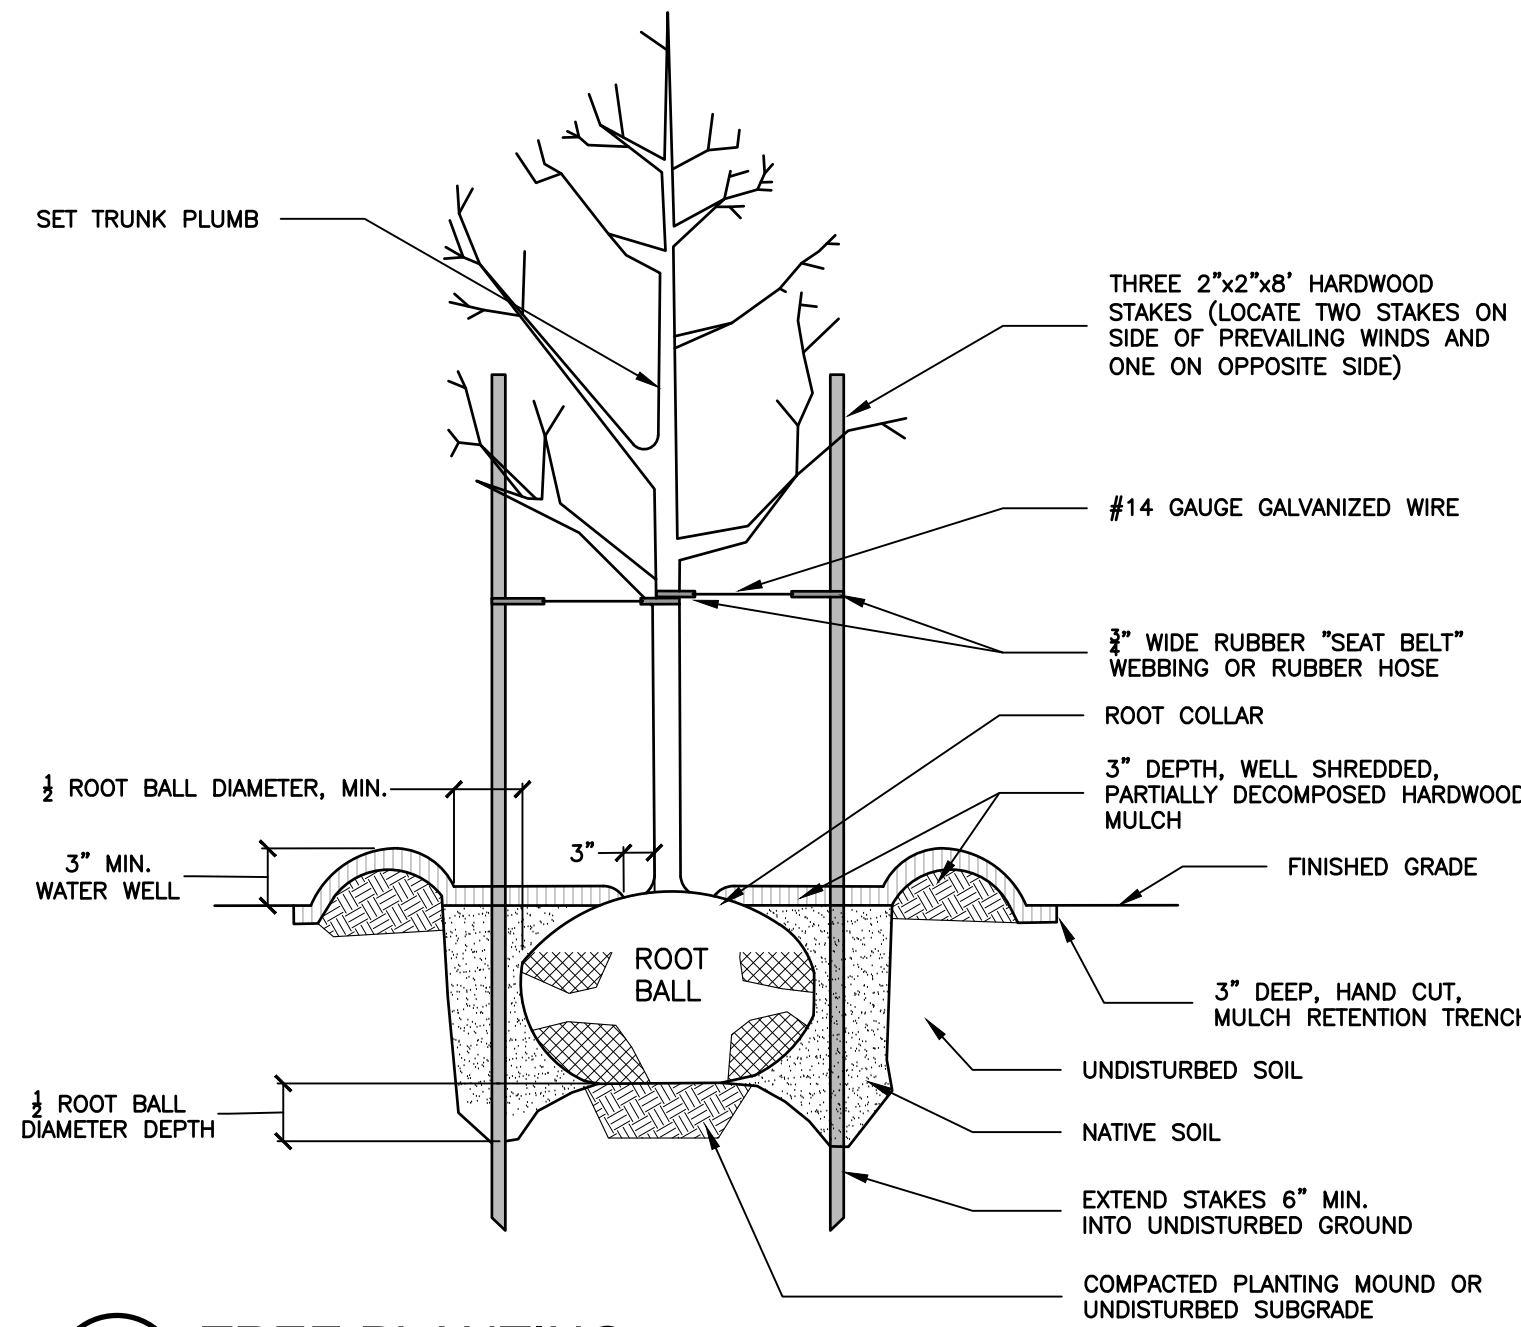 SET TRUNK PLUMB
THREE 2"x2"x8' HARDWOOD
STAKES (LOCATE TWO STAKES ON
SIDE OF PREVAILING WINDS AND
ONE ON OPPOSITE SIDE)
#14 GAUGE GALVANIZED WIRE
3/4" WIDE RUBBER "SEAT BELT"
WEBBING OR RUBBER HOSE
ROOT COLLAR
1/2 ROOT BALL DIAMETER, MIN.
3" DEPTH, WELL SHREDDED,
PARTIALLY DECOMPOSED HARDWOOD
MULCH
3"
3" MIN.
WATER WELL
FINISHED GRADE
ROOT
BALL
3" DEEP, HAND CUT,
MULCH RETENTION TRENCH
UNDISTURBED SOIL
1/2 ROOT BALL
DIAMETER DEPTH
NATIVE SOIL
EXTEND STAKES 6" MIN.
INTO UNDISTURBED GROUND
COMPACTED PLANTING MOUND OR
UNDISTURBED SUBGRADE
TREE PLANTING